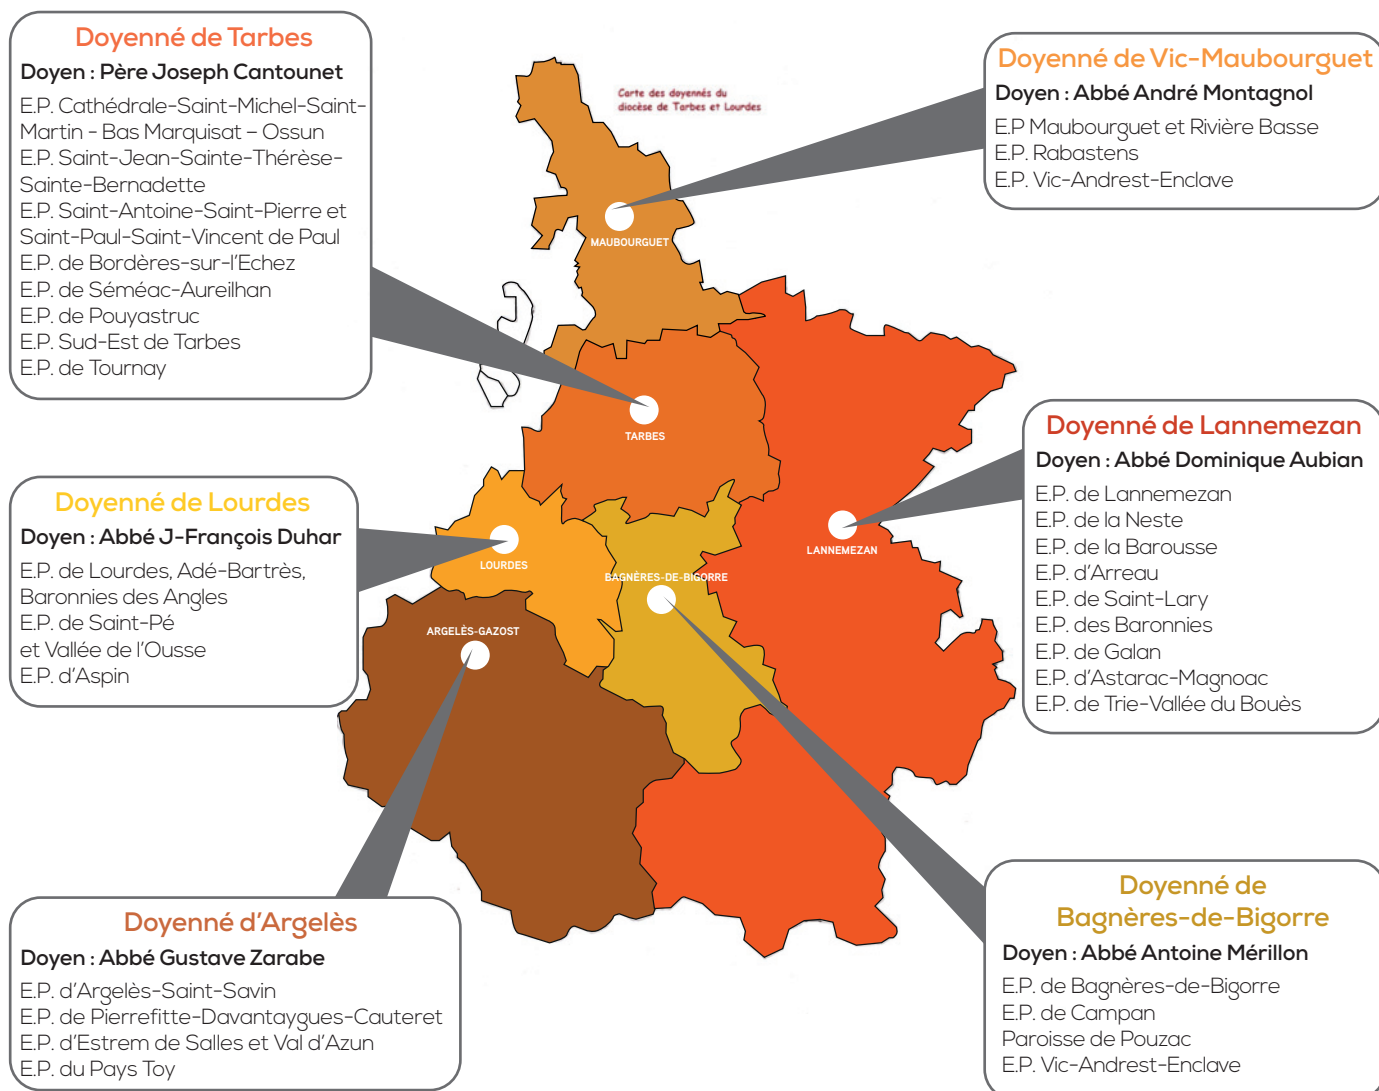 Doyenné de Tarbes
Doyen : Père Joseph Cantounet
E.P. Cathédrale-Saint-Michel-Saint-
Martin - Bas Marquisat – Ossun
E.P. Saint-Jean-Sainte-Thérèse-
Sainte-Bernadette
E.P. Saint-Antoine-Saint-Pierre et
Saint-Paul-Saint-Vincent de Paul
E.P. de Bordères-sur-l'Echez
E.P. de Séméac-Aureilhan
E.P. de Pouyastruc
E.P. Sud-Est de Tarbes
E.P. de Tournay
Carte des doyennés du
diocèse de Tarbes et Lourdes
Doyenné de Vic-Maubourguet
Doyen : Abbé André Montagnol
E.P Maubourguet et Rivière Basse
E.P. Rabastens
E.P. Vic-Andrest-Enclave
MAUBOURGUET
TARBES
LOURDES
BAGNÈRES-DE-BIGORRE
LANNEMEZAN
ARGELÈS-GAZOST
Doyenné de Lourdes
Doyen : Abbé J-François Duhar
E.P. de Lourdes, Adé-Bartrès,
Baronnies des Angles
E.P. de Saint-Pé
et Vallée de l'Ousse
E.P. d'Aspin
Doyenné de Lannemezan
Doyen : Abbé Dominique Aubian
E.P. de Lannemezan
E.P. de la Neste
E.P. de la Barousse
E.P. d'Arreau
E.P. de Saint-Lary
E.P. des Baronnies
E.P. de Galan
E.P. d'Astarac-Magnoac
E.P. de Trie-Vallée du Bouès
Doyenné d'Argelès
Doyen : Abbé Gustave Zarabe
E.P. d'Argelès-Saint-Savin
E.P. de Pierrefitte-Davantaygues-Cauteret
E.P. d'Estrem de Salles et Val d'Azun
E.P. du Pays Toy
Doyenné de
Bagnères-de-Bigorre
Doyen : Abbé Antoine Mérillon
E.P. de Bagnères-de-Bigorre
E.P. de Campan
Paroisse de Pouzac
E.P. Vic-Andrest-Enclave